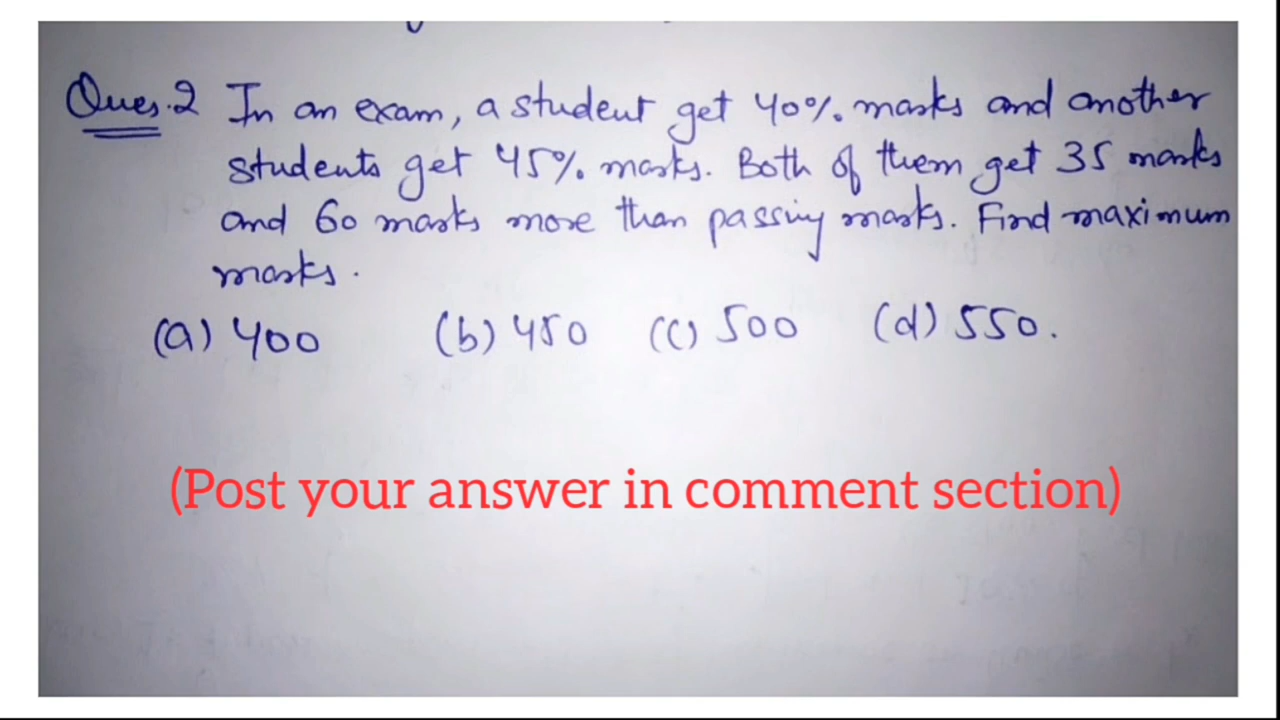 Ques.2 In an exam, a student get 40% marks and another
students get 45% marks. Both of them get 35 marks
and 60 marks more than passing marks. Find maximum
marks.
(a) 400 (b) 450 (c) 500 (d) 550.
(Post your answer in comment section)